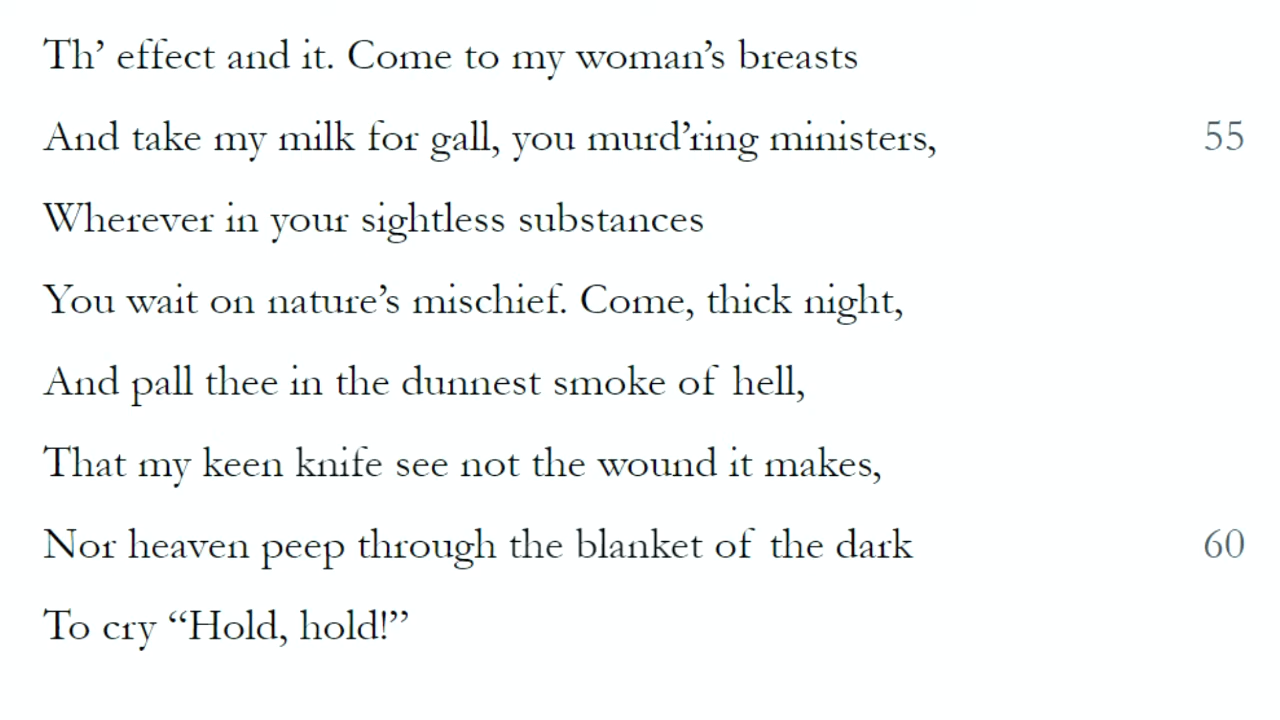 Th’ effect and it. Come to my woman’s breasts
And take my milk for gall, you murd’ring ministers, 55
Wherever in your sightless substances
You wait on nature’s mischief. Come, thick night,
And pall thee in the dunnest smoke of hell,
That my keen knife see not the wound it makes,
Nor heaven peep through the blanket of the dark 60
To cry “Hold, hold!”